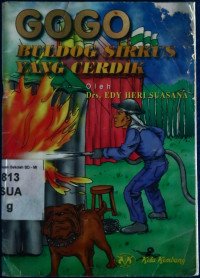 GOGO
BULDOG SIRKUS
YANG CERDIK
Oleh
Drs. EDY HERI SUASANA
813
SUA
g